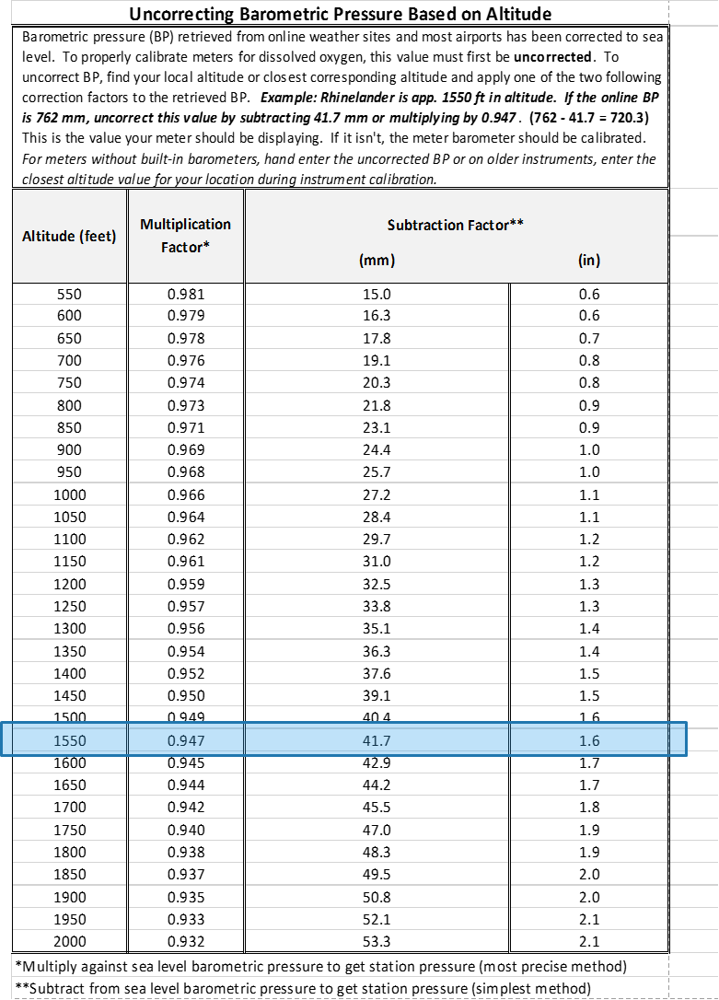 Uncorrecting Barometric Pressure Based on Altitude
Barometric pressure (BP) retrieved from online weather sites and most airports has been corrected to sea
level. To properly calibrate meters for dissolved oxygen, this value must first be uncorrected. To
uncorrect BP, find your local altitude or closest corresponding altitude and apply one of the two following
correction factors to the retrieved BP. Example: Rhinelander is app. 1550 ft in altitude. If the online BP
is 762 mm, uncorrect this value by subtracting 41.7 mm or multiplying by 0.947. (762 - 41.7 = 720.3)
This is the value your meter should be displaying. If it isn't, the meter barometer should be calibrated.
For meters without built-in barometers, hand enter the uncorrected BP or on older instruments, enter the
closest altitude value for your location during instrument calibration.
Altitude (feet) Multiplication Factor* Subtraction Factor**
(mm) (in)
550 0.981 15.0 0.6
600 0.979 16.3 0.6
650 0.978 17.8 0.7
700 0.976 19.1 0.8
750 0.974 20.3 0.8
800 0.973 21.8 0.9
850 0.971 23.1 0.9
900 0.969 24.4 1.0
950 0.968 25.7 1.0
1000 0.966 27.2 1.1
1050 0.964 28.4 1.1
1100 0.962 29.7 1.2
1150 0.961 31.0 1.2
1200 0.959 32.5 1.3
1250 0.957 33.8 1.3
1300 0.956 35.1 1.4
1350 0.954 36.3 1.4
1400 0.952 37.6 1.5
1450 0.950 39.1 1.5
1500 0.949 40.4 1.6
1550 0.947 41.7 1.6
1600 0.945 42.9 1.7
1650 0.944 44.2 1.7
1700 0.942 45.5 1.8
1750 0.940 47.0 1.9
1800 0.938 48.3 1.9
1850 0.937 49.5 2.0
1900 0.935 50.8 2.0
1950 0.933 52.1 2.1
2000 0.932 53.3 2.1
*Multiply against sea level barometric pressure to get station pressure (most precise method)
**Subtract from sea level barometric pressure to get station pressure (simplest method)